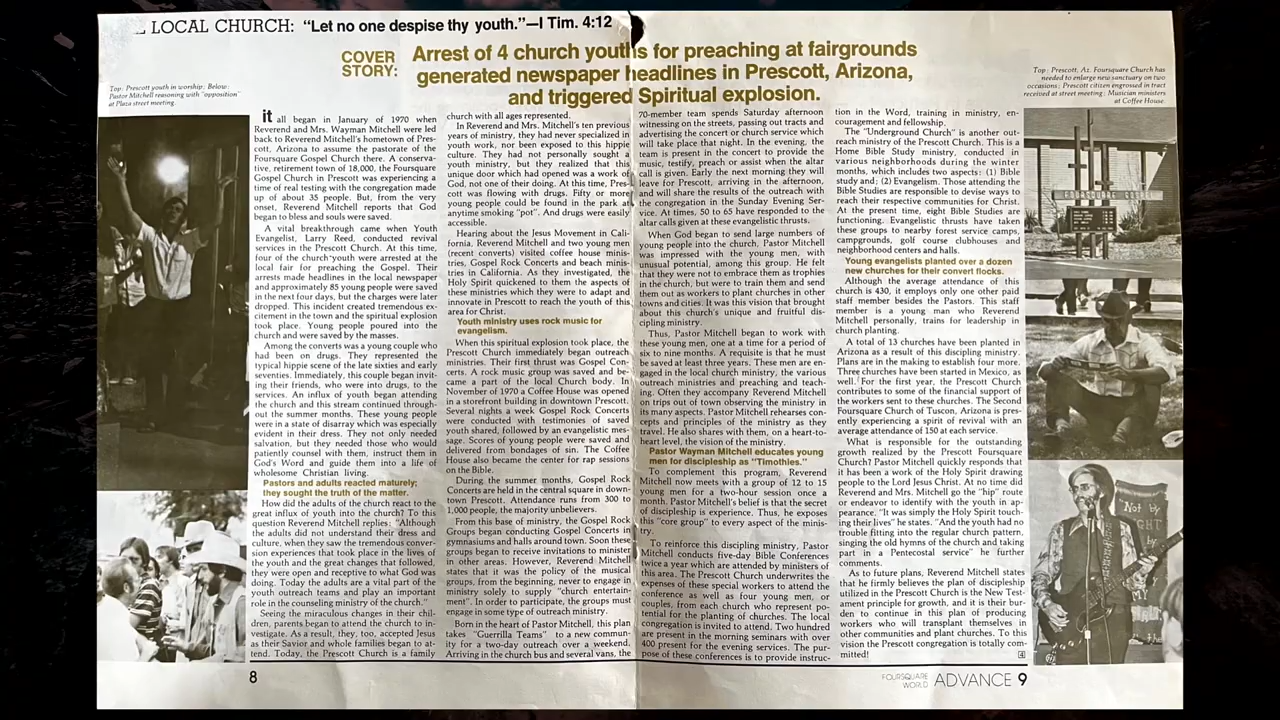 LOCAL CHURCH: "Let no one despise thy youth."—I Tim. 4:12
COVER STORY:
Arrest of 4 church youths for preaching at fairgrounds
generated newspaper headlines in Prescott, Arizona,
and triggered Spiritual explosion.
Top: Prescott youth in worship; Below:
Pastor Mitchell reasoning with "opposition"
at Plaza street meeting.
it all began in January of 1970 when
Reverend and Mrs. Wayman Mitchell were led
back to Reverend Mitchell's hometown of Pres-
cott, Arizona to assume the pastorate of the
Foursquare Gospel Church there. A conserva-
tive, retirement town of 18,000, the Foursquare
Gospel Church in Prescott was experiencing a
time of real testing with the congregation made
up of about 35 people. But, from the very
onset, Reverend Mitchell reports that God
began to bless and souls were saved.
A vital breakthrough came when Youth
Evangelist, Larry Reed, conducted revival
services in the Prescott Church. At this time,
four of the church youth were arrested at the
local fair for preaching the Gospel. Their
arrests made headlines in the local newspaper
and approximately 85 young people were saved
in the next four days, but the charges were later
dropped. This incident created tremendous ex-
citement in the town and the spiritual explosion
took place. Young people poured into the
church and were saved by the masses.
Among the converts was a young couple who
had been on drugs. They represented the
typical hippie scene of the late sixties and early
seventies. Immediately, this couple began invit-
ing their friends, who were into drugs, to the
services. An influx of youth began attending
the church and this stream continued through-
out the summer months. These young people
were in a state of disarray which was especially
evident in their dress. They not only needed
salvation, but they needed those who would
patiently counsel with them, instruct them in
God's Word and guide them into a life of
wholesome Christian living.
Pastors and adults reacted maturely;
they sought the truth of the matter.
How did the adults of the church react to the
great influx of youth into the church? To this
question Reverend Mitchell replies: "Although
the adults did not understand their dress and
culture, when they saw the tremendous conver-
sion experiences that took place in the lives of
the youth and the great changes that followed,
they were open and receptive to what God was
doing. Today the adults are a vital part of the
youth outreach teams and play an important
role in the counseling ministry of the church."
Seeing the miraculous changes in their chil-
dren, parents began to attend the church to in-
vestigate. As a result, they, too, accepted Jesus
as their Savior and whole families began to at-
tend. Today, the Prescott Church is a family
church with all ages represented.
In Reverend and Mrs. Mitchell's ten previous
years of ministry, they had never specialized in
youth work, nor been exposed to this hippie
culture. They had not personally sought a
youth ministry, but they realized that this
unique door which had opened was a work of
God, not one of their doing. At this time, Pres-
cott was flowing with drugs. Fifty or more
young people could be found in the park at
anytime smoking "pot". And drugs were easily
accessible.
Hearing about the Jesus Movement in Cali-
fornia, Reverend Mitchell and two young men
(recent converts) visited coffee house minis-
tries, Gospel Rock Concerts and beach minis-
tries in California. As they investigated, the
Holy Spirit quickened to them the aspects of
these ministries which they were to adapt and
innovate in Prescott to reach the youth of this
area for Christ.
Youth ministry uses rock music for
evangelism.
When this spiritual explosion took place, the
Prescott Church immediately began outreach
ministries. Their first thrust was Gospel Con-
certs. A rock music group was saved and be-
came a part of the local Church body. In
November of 1970 a Coffee House was opened
in a storefront building in downtown Prescott.
Several nights a week Gospel Rock Concerts
were conducted with testimonies of saved
youth shared, followed by an evangelistic mes-
sage. Scores of young people were saved and
delivered from bondages of sin. The Coffee
House also became the center for rap sessions
on the Bible.
During the summer months, Gospel Rock
Concerts are held in the central square in down-
town Prescott. Attendance runs from 300 to
1,000 people, the majority unbelievers.
From this base of ministry, the Gospel Rock
Groups began conducting Gospel Concerts in
gymnasiums and halls around town. Soon these
groups began to receive invitations to minister
in other areas. However, Reverend Mitchell
states that it was the policy of the musical
groups, from the beginning, never to engage in
ministry solely to supply "church entertain-
ment". In order to participate, the groups must
engage in some type of outreach ministry.
Born in the heart of Pastor Mitchell, this plan
takes "Guerrilla Teams" to a new commun-
ity for a two-day outreach over a weekend.
Arriving in the church bus and several vans, the
70-member team spends Saturday afternoon
witnessing on the streets, passing out tracts and
advertising the concert or church service which
will take place that night. In the evening, the
team is present in the concert to provide the
music, testify, preach or assist when the altar
call is given. Early the next morning they will
leave for Prescott, arriving in the afternoon,
and will share the results of the outreach with
the congregation in the Sunday Evening Ser-
vice. At times, 50 to 65 have responded to the
altar calls given at these evangelistic thrusts.
When God began to send large numbers of
young people into the church, Pastor Mitchell
was impressed with the young men, with
unusual potential, among this group. He felt
that they were not to embrace them as trophies
in the church, but were to train them and send
them out as workers to plant churches in other
towns and cities. It was this vision that brought
about this church's unique and fruitful dis-
cipling ministry.
Thus, Pastor Mitchell began to work with
these young men, one at a time for a period of
six to nine months. A requisite is that he must
be saved at least three years. These men are en-
gaged in the local church ministry, the various
outreach ministries and preaching and teach-
ing. Often they accompany Reverend Mitchell
on trips out of town observing the ministry in
its many aspects. Pastor Mitchell rehearses con-
cepts and principles of the ministry as they
travel. He also shares with them, on a heart-to-
heart level, the vision of the ministry.
Pastor Wayman Mitchell educates young
men for discipleship as "Timothies."
To complement this program, Reverend
Mitchell now meets with a group of 12 to 15
young men for a two-hour session once a
month. Pastor Mitchell's belief is that the secret
of discipleship is experience. Thus, he exposes
this "core group" to every aspect of the minis-
try.
To reinforce this discipling ministry, Pastor
Mitchell conducts five-day Bible Conferences
twice a year which are attended by ministers of
this area. The Prescott Church underwrites the
expenses of these special workers to attend the
conference as well as four young men, or
couples, from each church who represent po-
tential for the planting of churches. The local
congregation is invited to attend. Two hundred
are present in the morning seminars with over
400 present for the evening services. The pur-
pose of these conferences is to provide instruc-
tion in the Word, training in ministry, en-
couragement and fellowship.
The "Underground Church" is another out-
reach ministry of the Prescott Church. This is a
Home Bible Study ministry, conducted in
various neighborhoods during the winter
months, which includes two aspects: (1) Bible
study and; (2) Evangelism. Those attending the
Bible Studies are responsible to devise ways to
reach their respective communities for Christ.
At the present time, eight Bible Studies are
functioning. Evangelistic thrusts have taken
these groups to nearby forest service camps,
campgrounds, golf course clubhouses and
neighborhood centers and halls.
Young evangelists planted over a dozen
new churches for their convert flocks.
Although the average attendance of this
church is 430, it employs only one other paid
staff member besides the Pastors. This staff
member is a young man who Reverend
Mitchell personally, trains for leadership in
church planting.
A total of 13 churches have been planted in
Arizona as a result of this discipling ministry.
Plans are in the making to establish four more.
Three churches have been started in Mexico, as
well. For the first year, the Prescott Church
contributes to some of the financial support of
the workers sent to these churches. The Second
Foursquare Church of Tuscon, Arizona is pres-
ently experiencing a spirit of revival with an
average attendance of 150 at each service.
What is responsible for the outstanding
growth realized by the Prescott Foursquare
Church? Pastor Mitchell quickly responds that
it has been a work of the Holy Spirit drawing
people to the Lord Jesus Christ. At no time did
Reverend and Mrs. Mitchell go the "hip" route
or endeavor to identify with the youth in ap-
pearance. "It was simply the Holy Spirit touch-
ing their lives" he states. "And the youth had no
trouble fitting into the regular church pattern,
singing the old hymns of the church and taking
part in a Pentecostal service" he further
comments.
As to future plans, Reverend Mitchell states
that he firmly believes the plan of discipleship
utilized in the Prescott Church is the New Test-
ament principle for growth, and it is their bur-
den to continue in this plan of producing
workers who will transplant themselves in
other communities and plant churches. To this
vision the Prescott congregation is totally com-
mitted!
Top: Prescott, Az. Foursquare Church has
needed to enlarge new sanctuary on two
occasions; Prescott citizen engrossed in tract
received at street meeting; Musician ministers
at Coffee House.
Not by
8
FOURSQUARE
WORLD ADVANCE 9